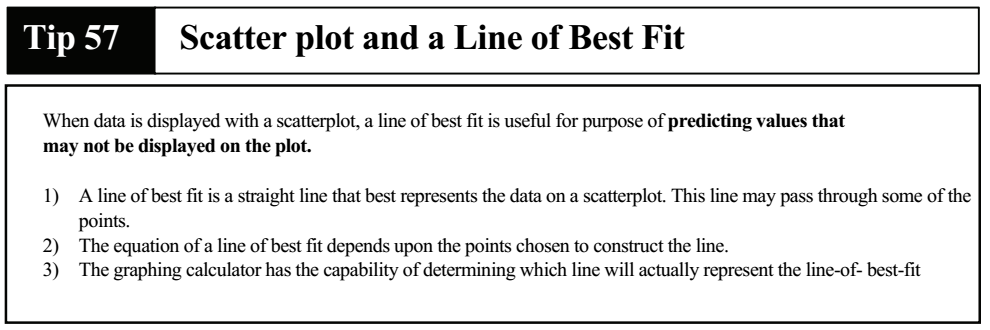 Tip 57 Scatter plot and a Line of Best Fit
When data is displayed with a scatterplot, a line of best fit is useful for purpose of predicting values that
may not be displayed on the plot.
1) A line of best fit is a straight line that best represents the data on a scatterplot. This line may pass through some of the
points.
2) The equation of a line of best fit depends upon the points chosen to construct the line.
3) The graphing calculator has the capability of determining which line will actually represent the line-of- best-fit